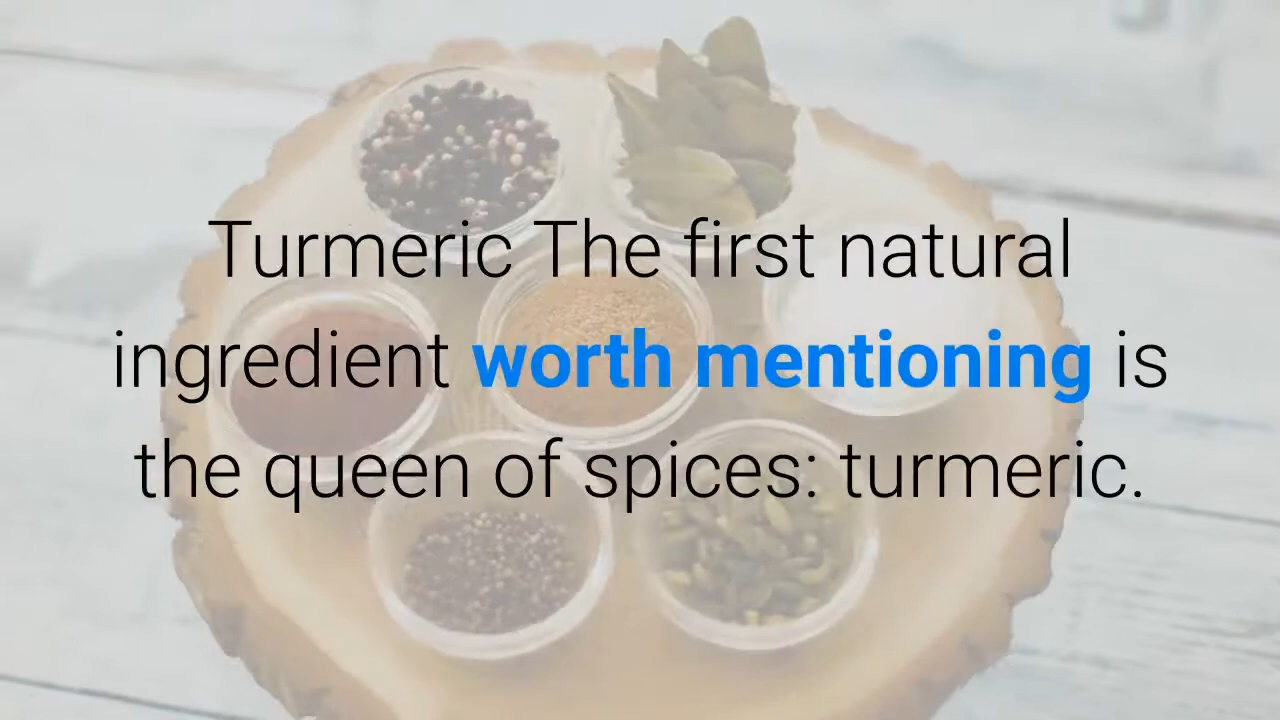 Turmeric The first natural
ingredient worth mentioning is
the queen of spices: turmeric.